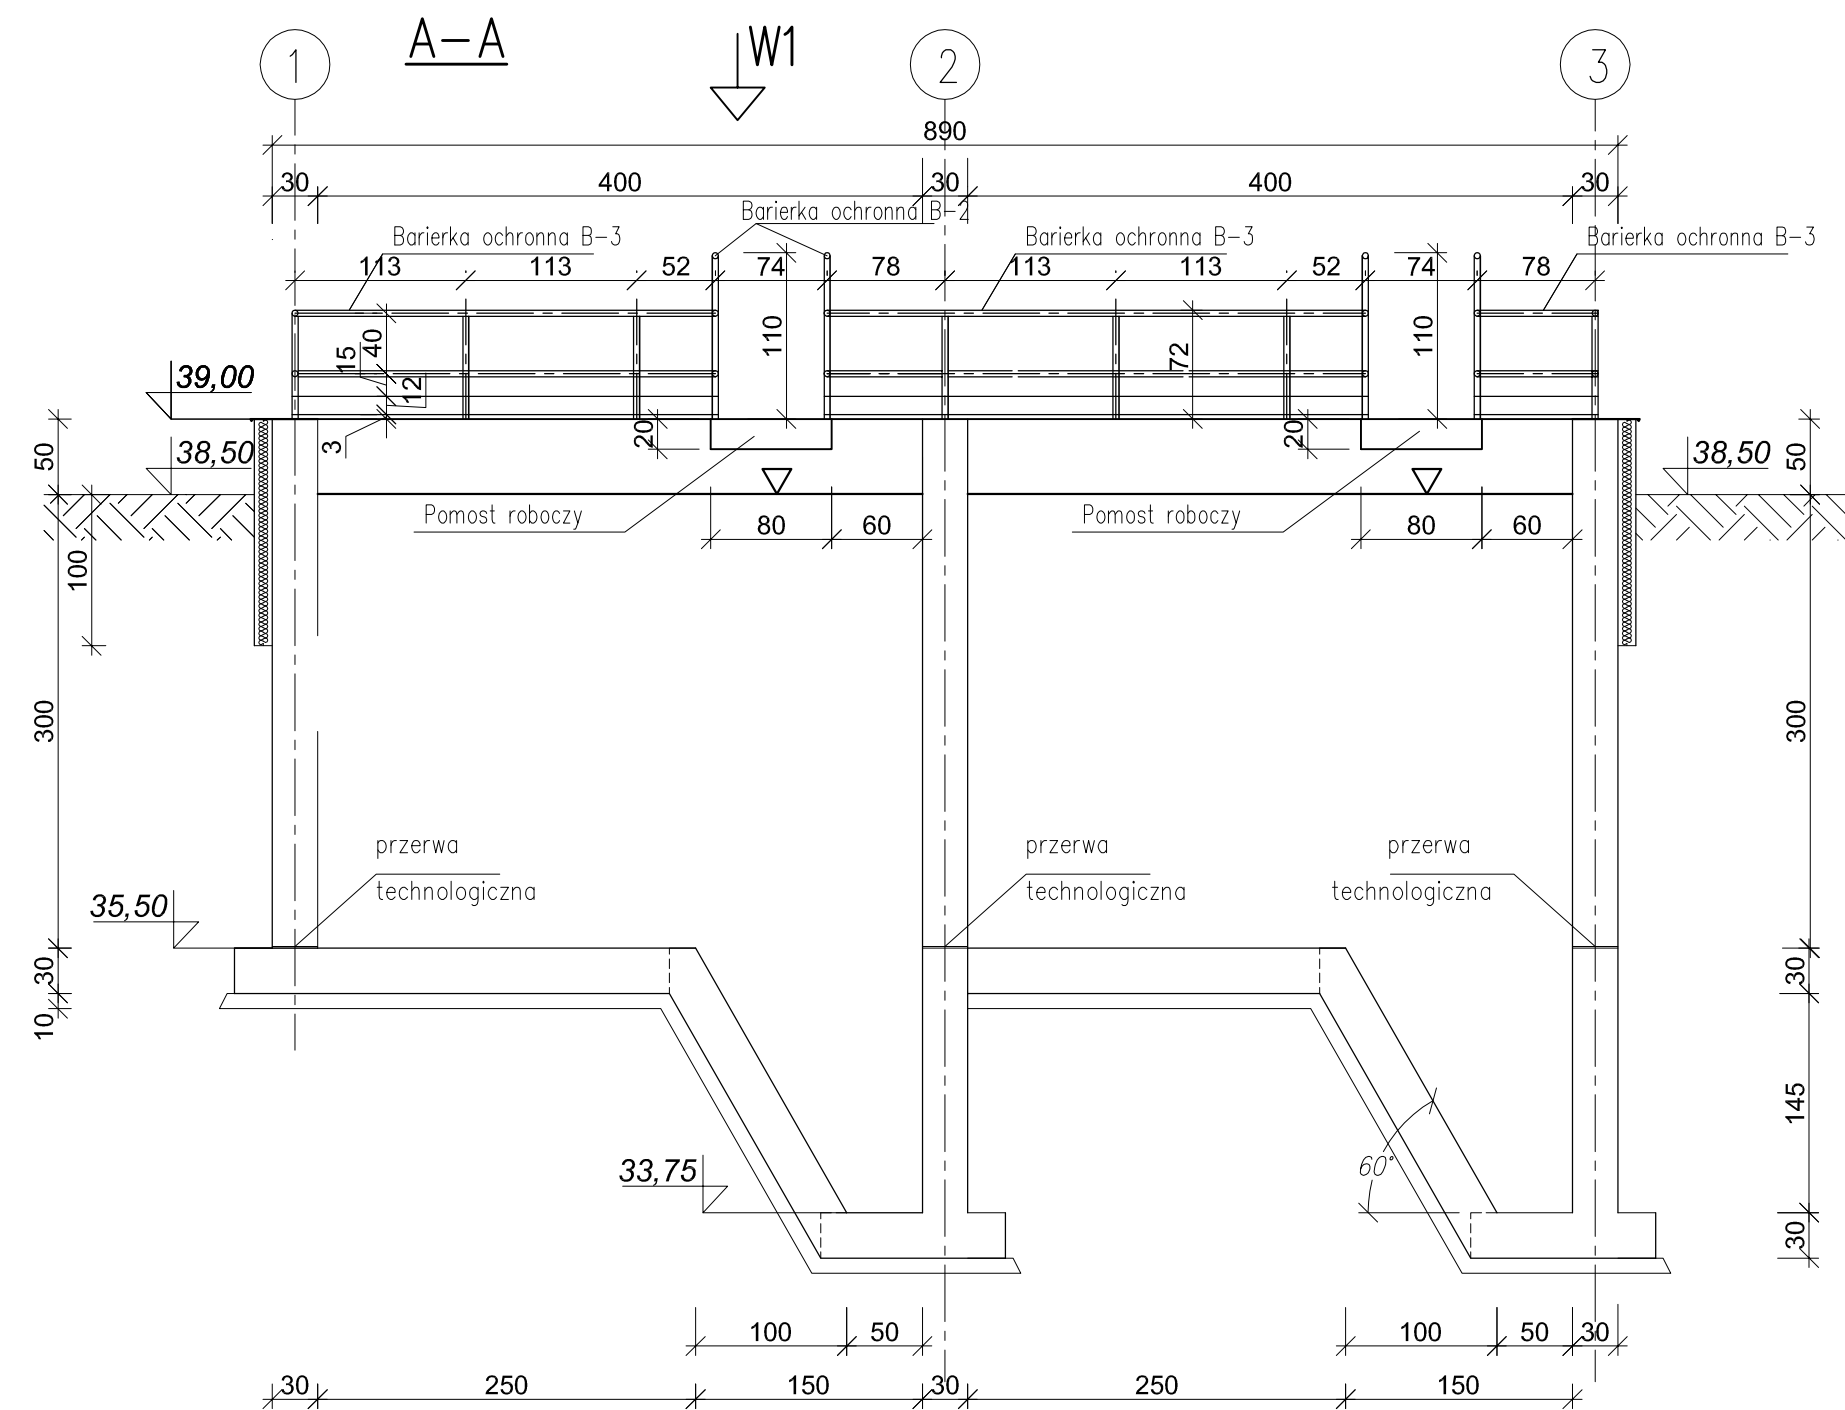 A-A
W1
1
2
3
890
30 400 30 400 30
Barierka ochronna B-2
Barierka ochronna B-3
Barierka ochronna B-3
Barierka ochronna B-3
113 113 52 74 78 113 113 52 74 78
15
40
12
3
110
72
110
39,00
20
20
38,50
38,50
50
50
Pomost roboczy
Pomost roboczy
80 60
80 60
100
300
300
przerwa
technologiczna
przerwa
technologiczna
przerwa
technologiczna
35,50
30
10
30
145
60°
33,75
30
100 50
100 50 30
30 250 150 30 250 150